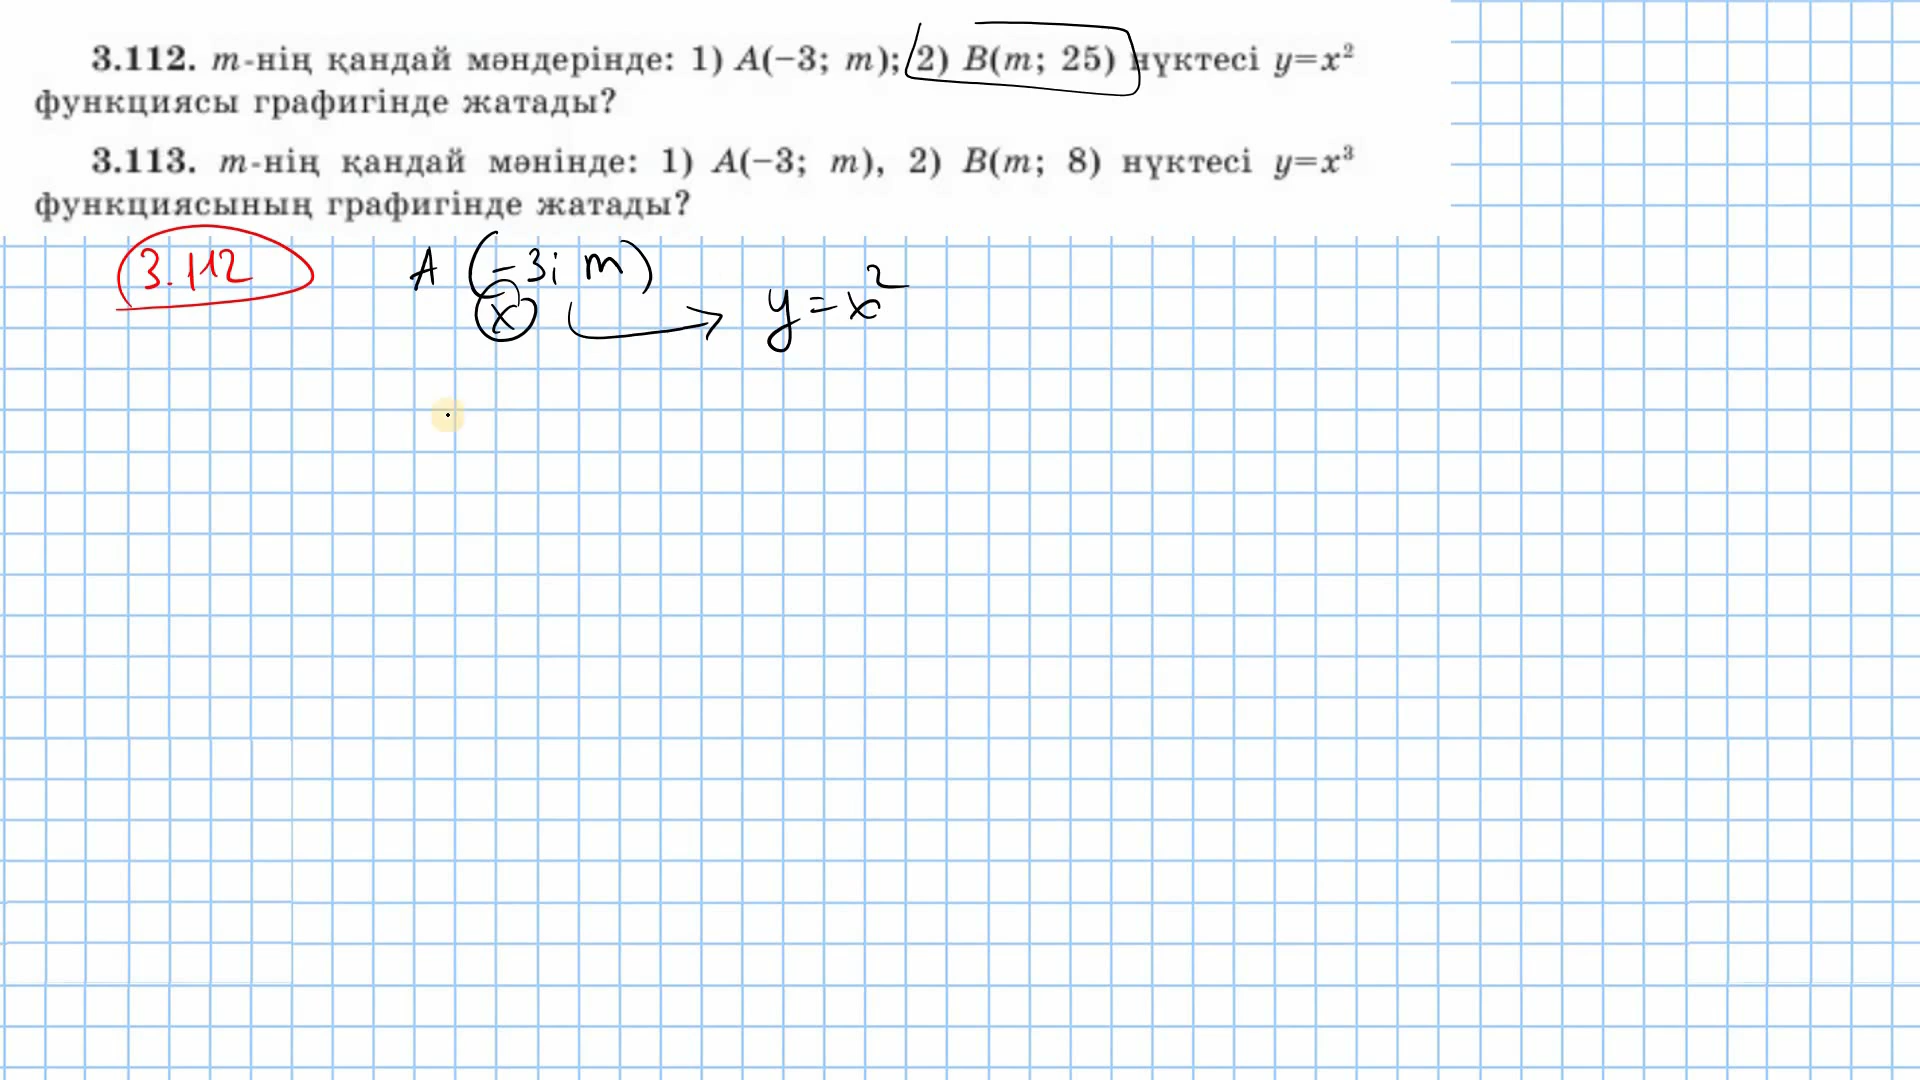 3.112. m-нің қандай мәндерінде: 1) A(−3; m); 2) B(m; 25) нүктесі y=x²
функциясы графигінде жатады?
3.113. m-нің қандай мәнінде: 1) A(−3; m), 2) B(m; 8) нүктесі y=x³
функциясының графигінде жатады?
3.112 A (−3; m)
x → y=x²